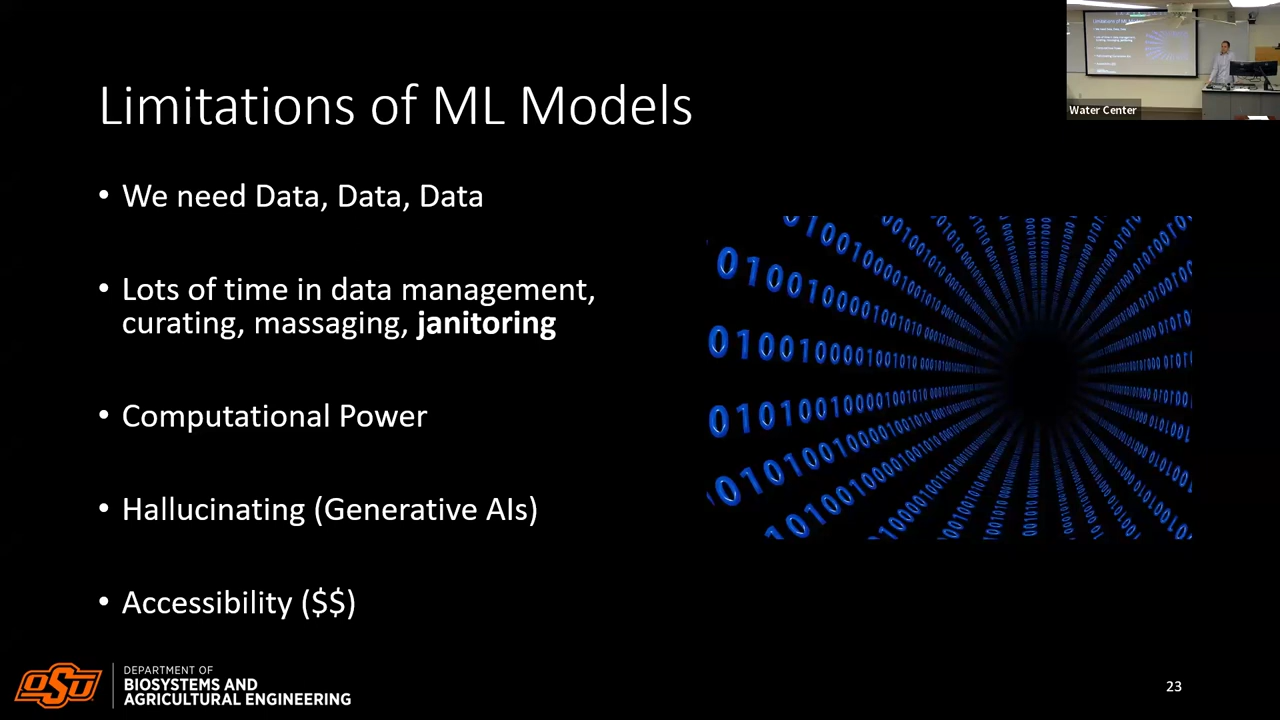 Limitations of ML Models
• We need Data, Data, Data
• Lots of time in data management,
curating, massaging, janitoring
• Computational Power
• Hallucinating (Generative AIs)
• Accessibility ($$)
Water Center
OSU
DEPARTMENT OF
BIOSYSTEMS AND
AGRICULTURAL ENGINEERING
23